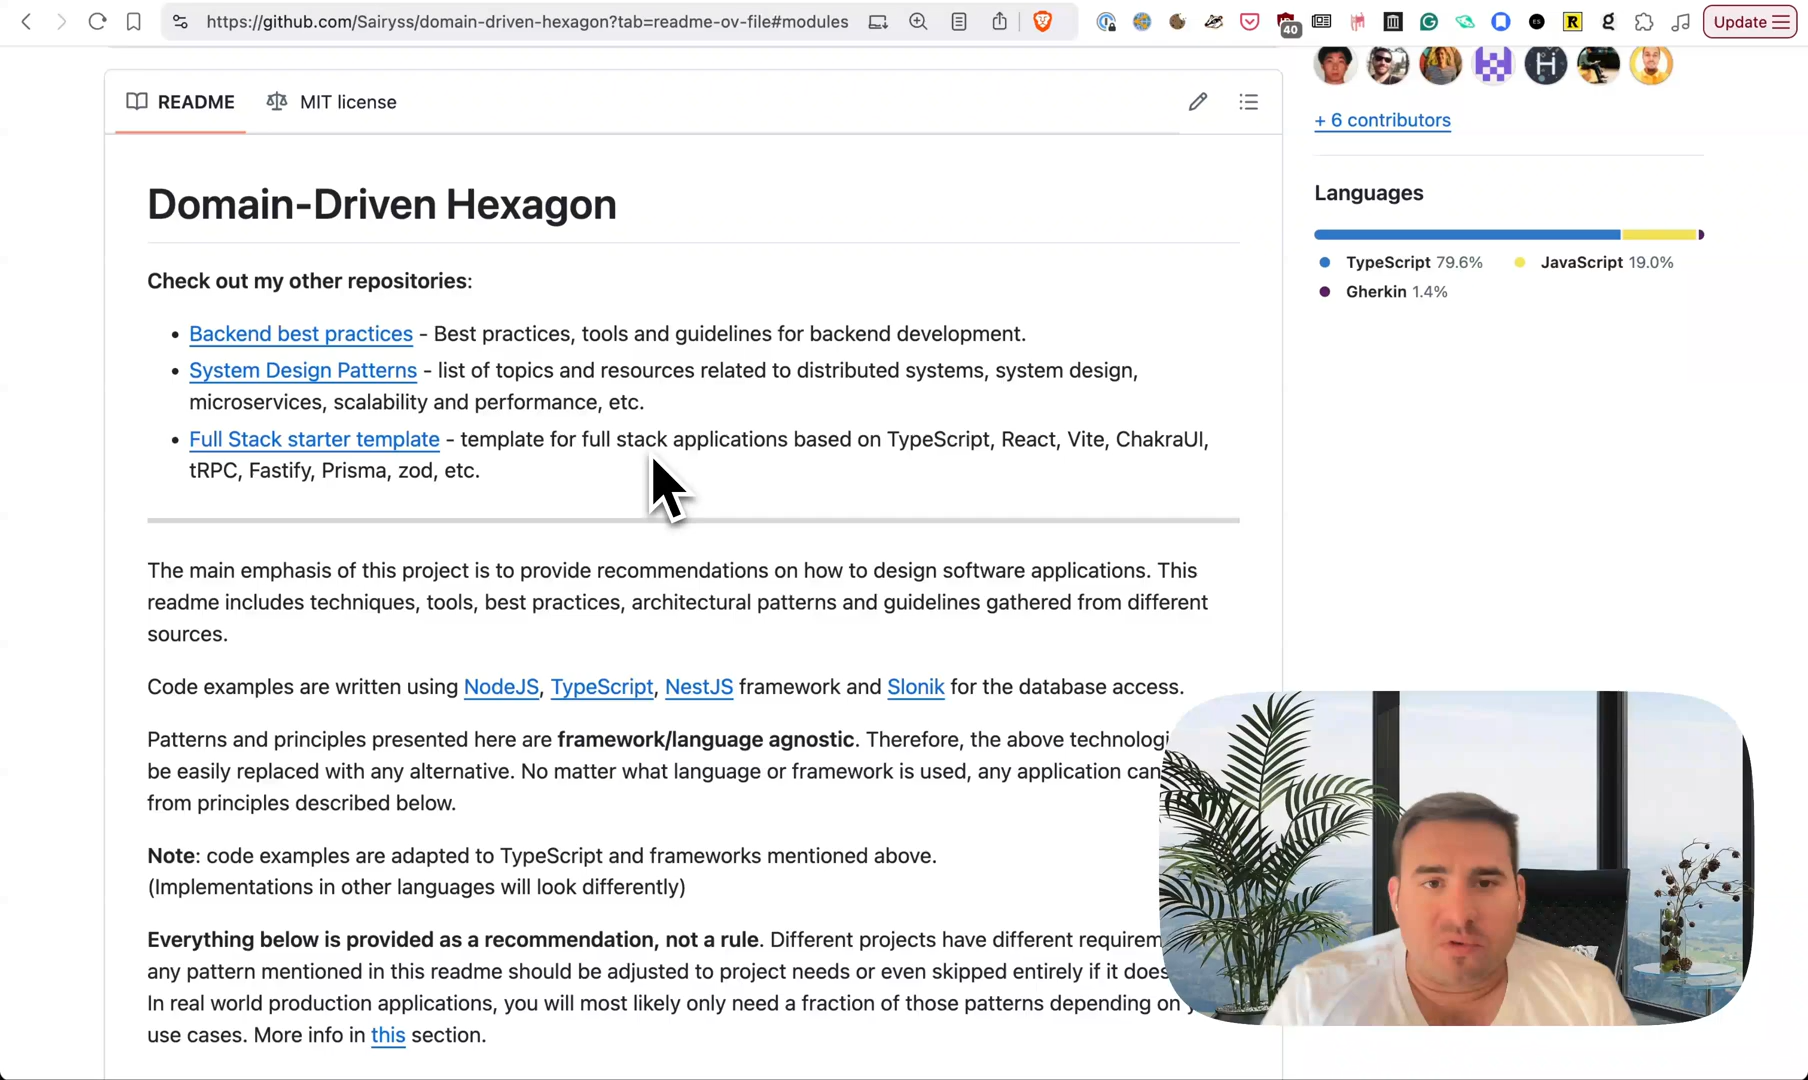 https://github.com/Sairyss/domain-driven-hexagon?tab=readme-ov-file#modules
40
Update
README
MIT license
+ 6 contributors
Domain-Driven Hexagon
Languages
TypeScript 79.6%
JavaScript 19.0%
Gherkin 1.4%
Check out my other repositories:
• Backend best practices - Best practices, tools and guidelines for backend development.
• System Design Patterns - list of topics and resources related to distributed systems, system design,
microservices, scalability and performance, etc.
• Full Stack starter template - template for full stack applications based on TypeScript, React, Vite, ChakraUI,
tRPC, Fastify, Prisma, zod, etc.
The main emphasis of this project is to provide recommendations on how to design software applications. This
readme includes techniques, tools, best practices, architectural patterns and guidelines gathered from different
sources.
Code examples are written using NodeJS, TypeScript, NestJS framework and Slonik for the database access.
Patterns and principles presented here are framework/language agnostic. Therefore, the above technologi
be easily replaced with any alternative. No matter what language or framework is used, any application can
from principles described below.
Note: code examples are adapted to TypeScript and frameworks mentioned above.
(Implementations in other languages will look differently)
Everything below is provided as a recommendation, not a rule. Different projects have different requirem
any pattern mentioned in this readme should be adjusted to project needs or even skipped entirely if it does
In real world production applications, you will most likely only need a fraction of those patterns depending on
use cases. More info in this section.